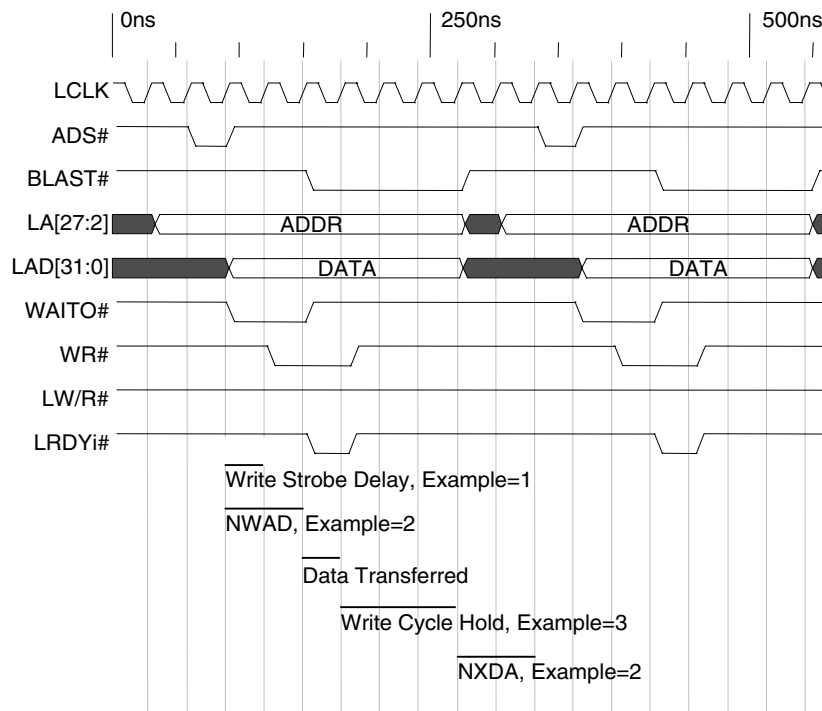 0ns 250ns 500ns
LCLK
ADS#
BLAST#
LA[27:2] ADDR ADDR
LAD[31:0] DATA DATA
WAITO#
WR#
LW/R#
LRDYi#
Write Strobe Delay, Example=1
NWAD, Example=2
Data Transferred
Write Cycle Hold, Example=3
NXDA, Example=2